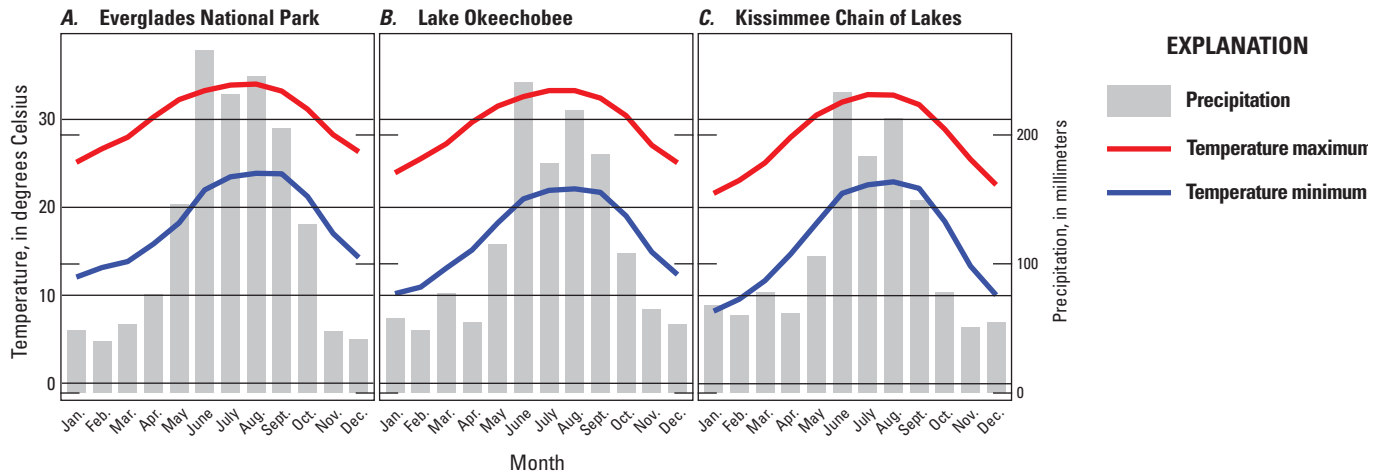 A. Everglades National Park
B. Lake Okeechobee
C. Kissimmee Chain of Lakes
Temperature, in degrees Celsius
30
20
10
0
Jan. Feb. Mar. Apr. May June July Aug. Sept. Oct. Nov. Dec.
Jan. Feb. Mar. Apr. May June July Aug. Sept. Oct. Nov. Dec.
Jan. Feb. Mar. Apr. May June July Aug. Sept. Oct. Nov. Dec.
Month
200
100
0
Precipitation, in millimeters
EXPLANATION
Precipitation
Temperature maximum
Temperature minimum